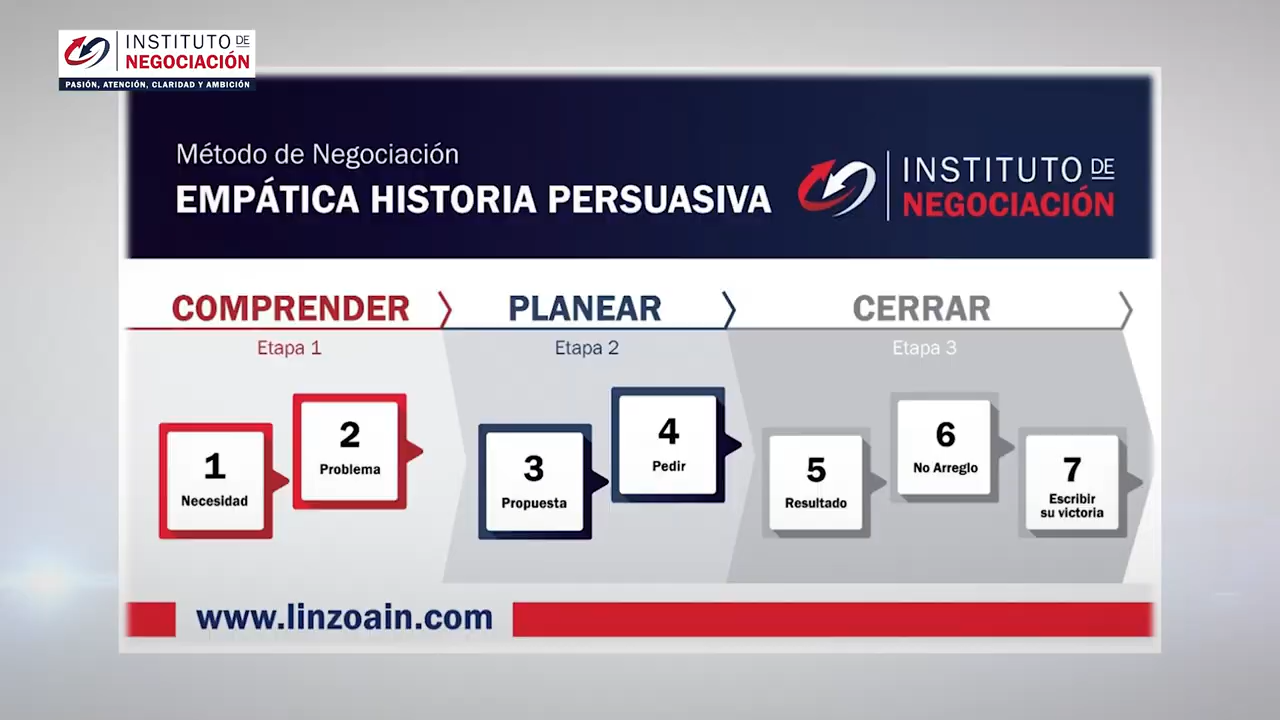 INSTITUTO DE
NEGOCIACIÓN
PASIÓN, ATENCIÓN, CLARIDAD Y AMBICIÓN
Método de Negociación
EMPÁTICA HISTORIA PERSUASIVA
INSTITUTO DE
NEGOCIACIÓN
COMPRENDER
Etapa 1
PLANEAR
Etapa 2
CERRAR
Etapa 3
1
Necesidad
2
Problema
3
Propuesta
4
Pedir
5
Resultado
6
No Arreglo
7
Escribir
su victoria
www.linzoain.com